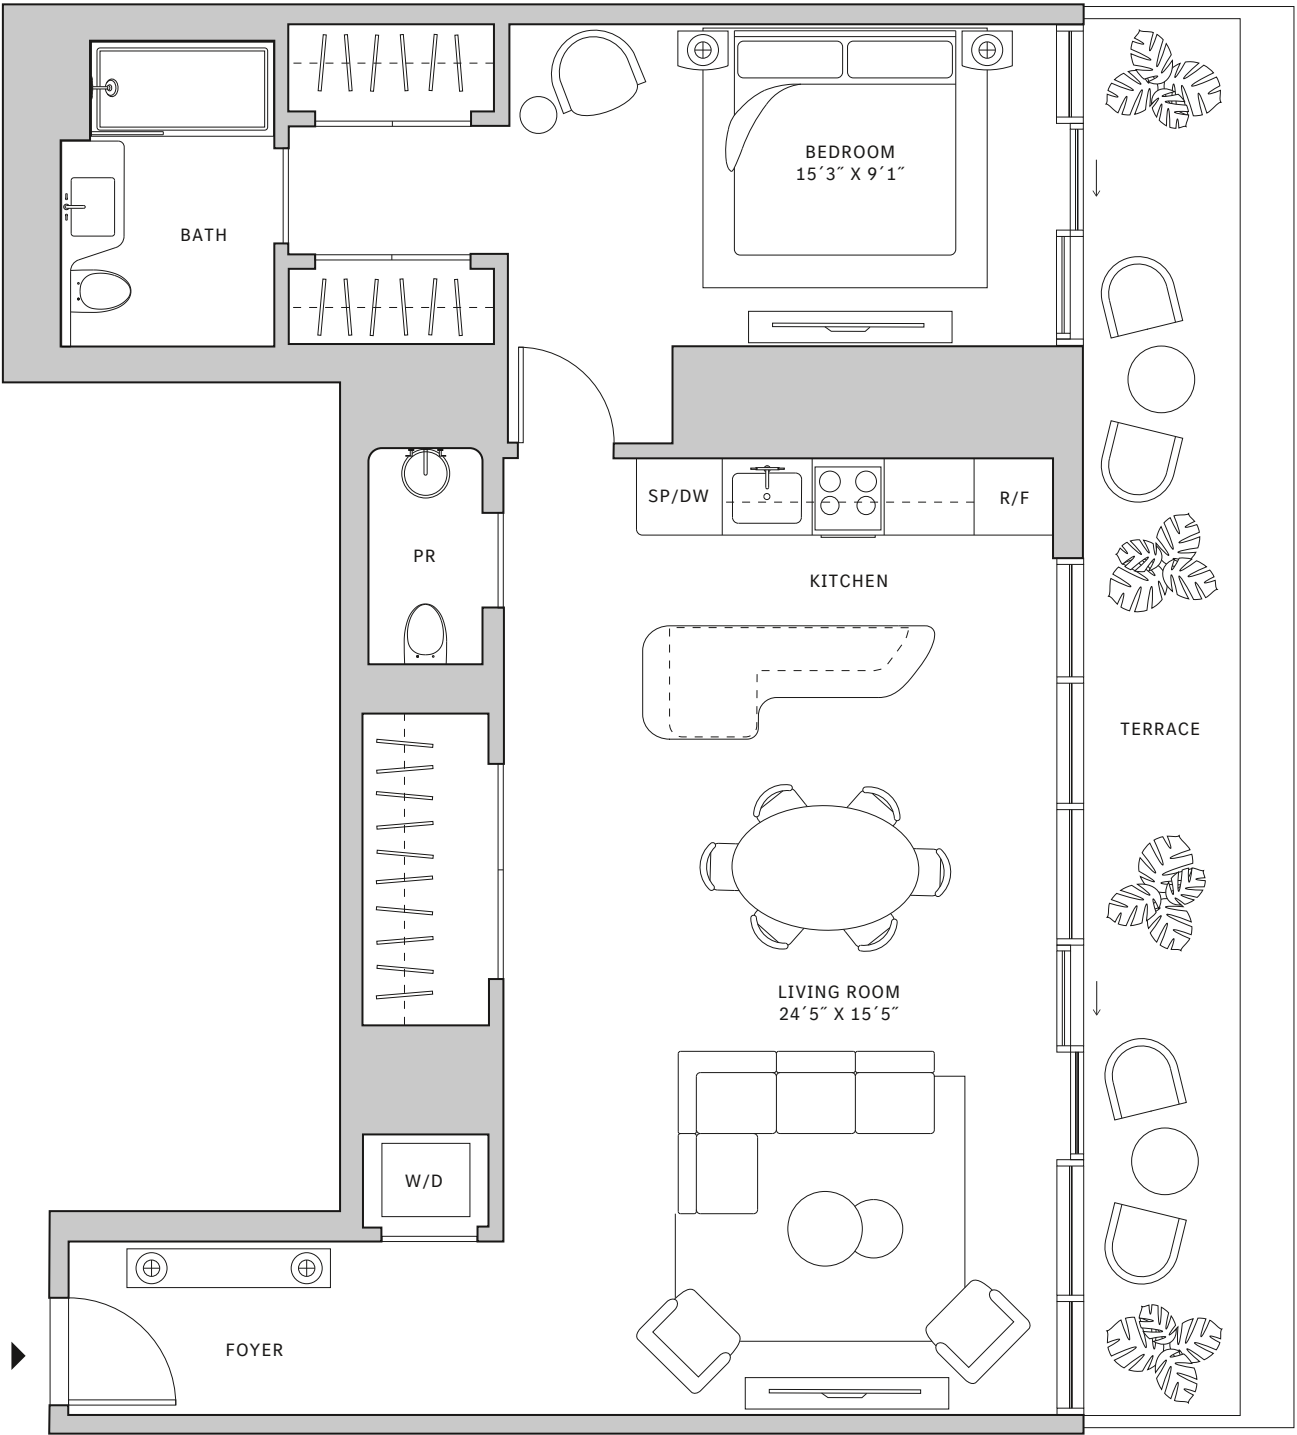 BEDROOM
15´3˝ X 9´1˝
BATH
SP/DW
R/F
PR
KITCHEN
TERRACE
LIVING ROOM
24´5˝ X 15´5˝
W/D
FOYER